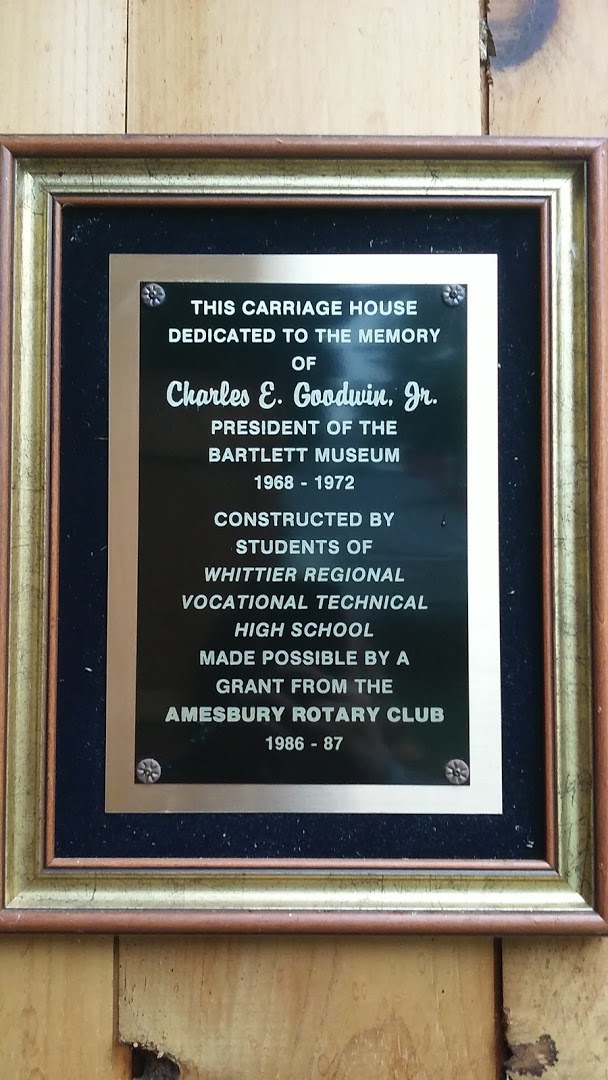 THIS CARRIAGE HOUSE
DEDICATED TO THE MEMORY
OF
Charles E. Goodwin, Jr.
PRESIDENT OF THE
BARTLETT MUSEUM
1968 - 1972
CONSTRUCTED BY
STUDENTS OF
WHITTIER REGIONAL
VOCATIONAL TECHNICAL
HIGH SCHOOL
MADE POSSIBLE BY A
GRANT FROM THE
AMESBURY ROTARY CLUB
1986 - 87